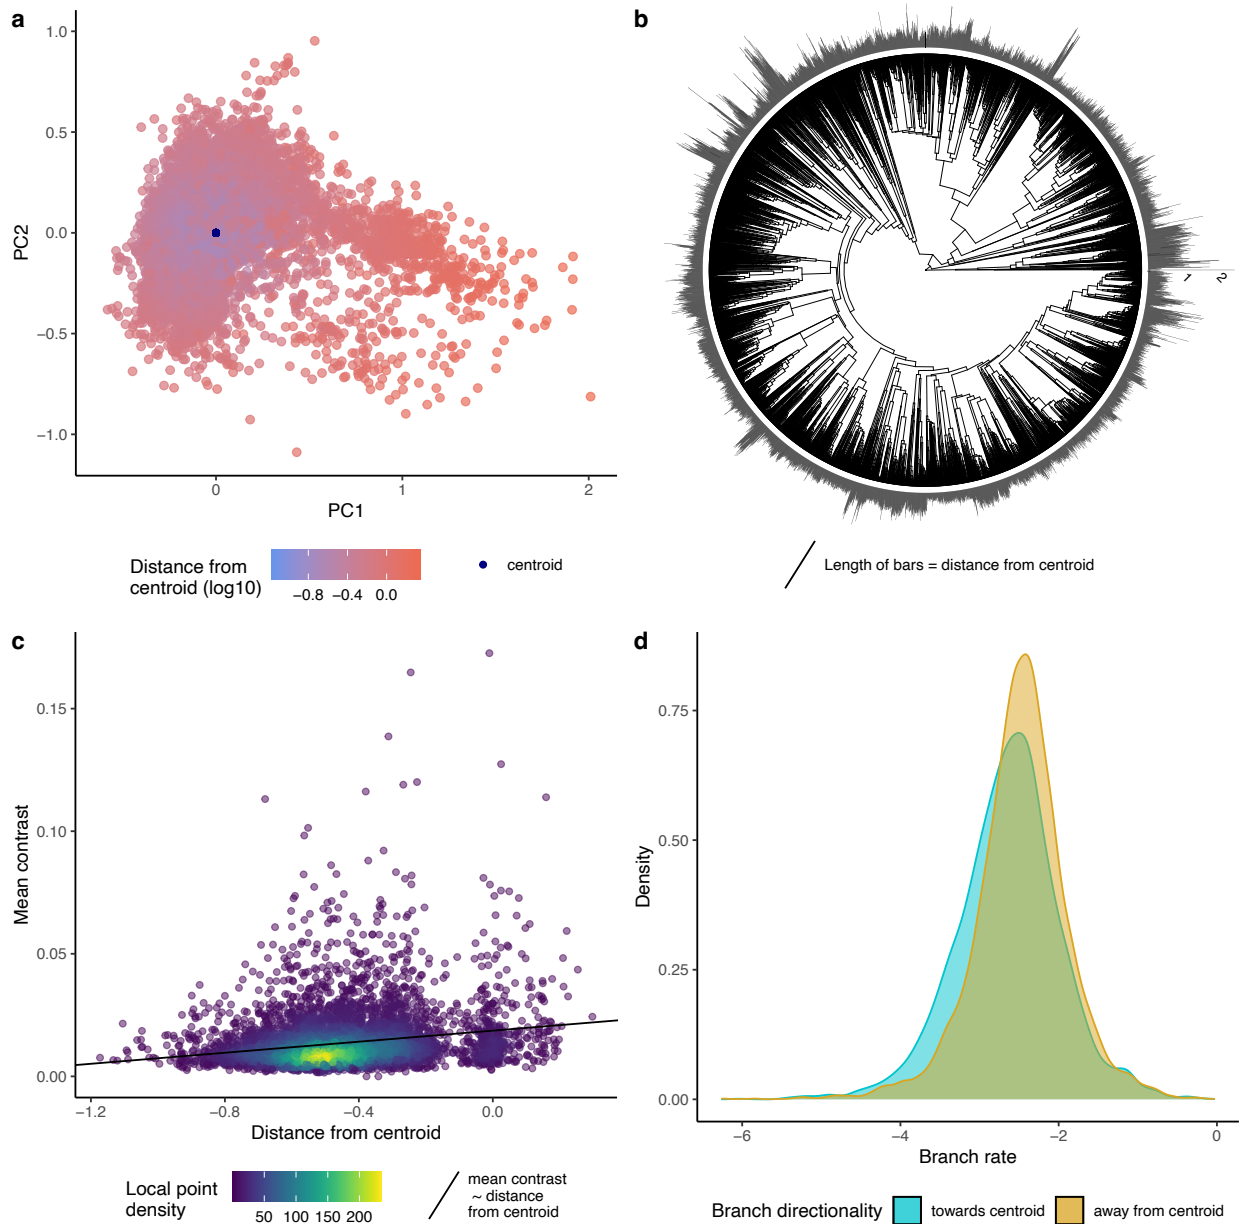 a
1.0
0.5
0.0
−0.5
−1.0
PC2
0
1
2
PC1
Distance from
centroid (log10)
−0.8
−0.4
0.0
centroid
b
1
2
Length of bars = distance from centroid
c
0.15
0.10
0.05
0.00
Mean contrast
−1.2
−0.8
−0.4
0.0
Distance from centroid
Local point
density
50
100
150
200
mean contrast
~ distance
from centroid
d
0.75
0.50
0.25
0.00
Density
−6
−4
−2
0
Branch rate
Branch directionality
towards centroid
away from centroid